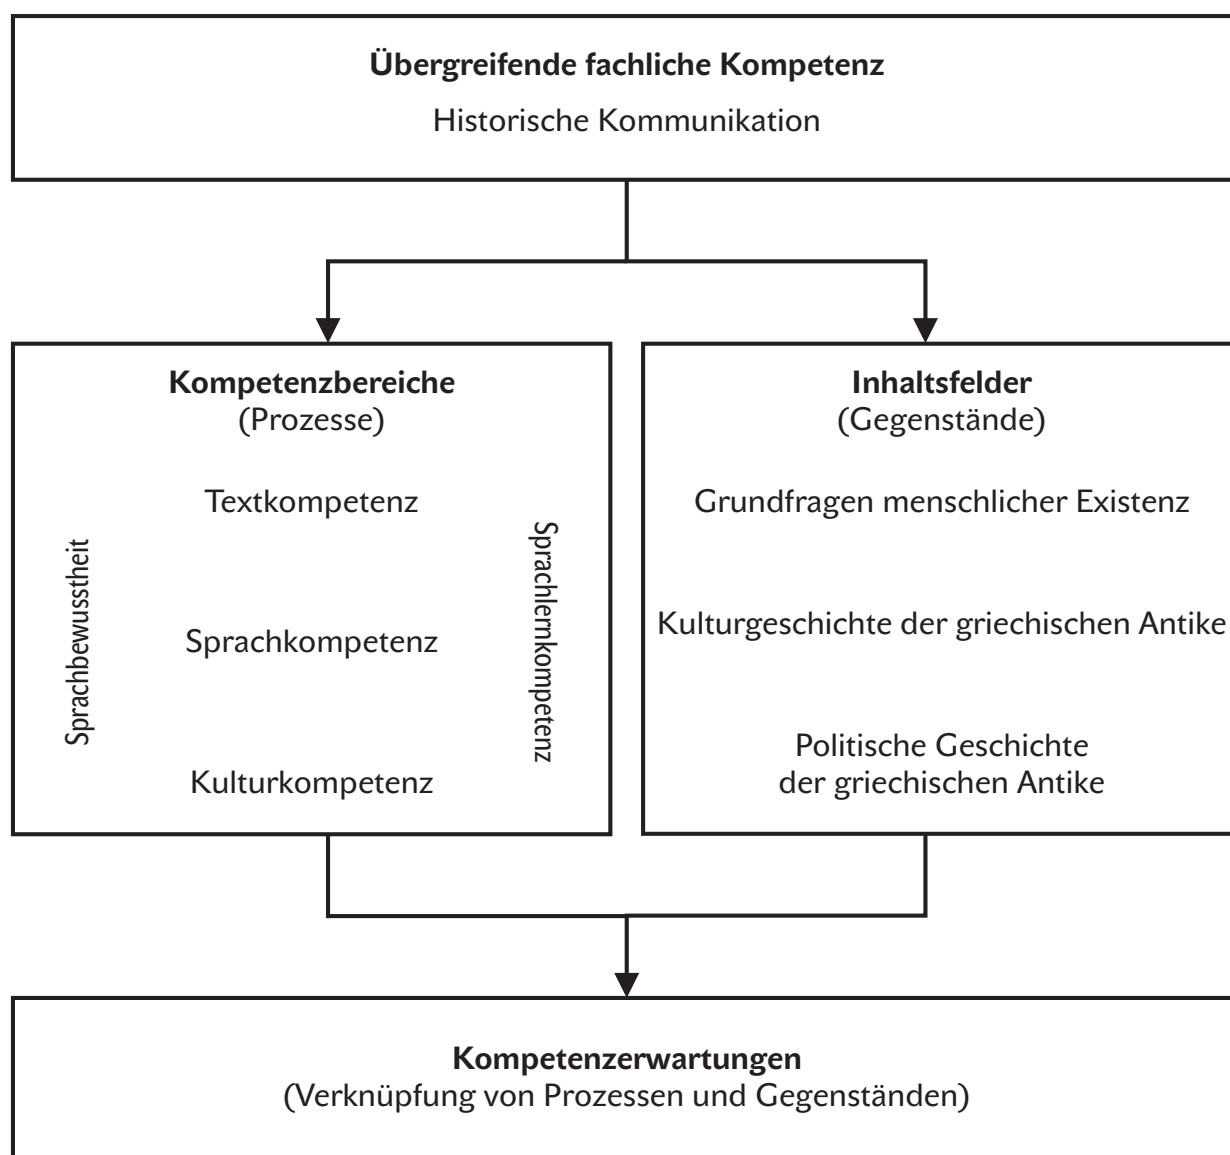 Übergreifende fachliche Kompetenz
Historische Kommunikation
Kompetenzbereiche
(Prozesse)
Textkompetenz
Sprachbewusstheit
Sprachkompetenz
Sprachlernkompetenz
Kulturkompetenz
Inhaltsfelder
(Gegenstände)
Grundfragen menschlicher Existenz
Kulturgeschichte der griechischen Antike
Politische Geschichte
der griechischen Antike
Kompetenzerwartungen
(Verknüpfung von Prozessen und Gegenständen)